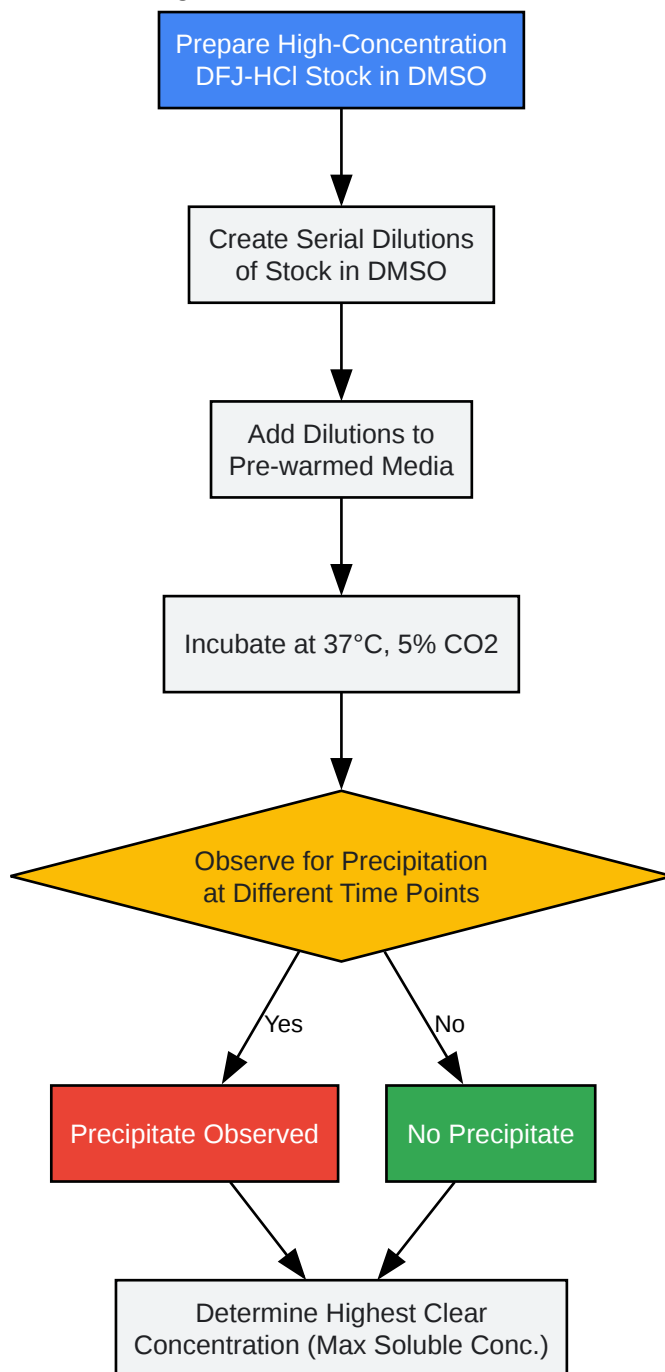 Prepare High-Concentration
DFJ-HCl Stock in DMSO
Create Serial Dilutions
of Stock in DMSO
Add Dilutions to
Pre-warmed Media
Incubate at 37°C, 5% CO2
Observe for Precipitation
at Different Time Points
Yes
No
Precipitate Observed
No Precipitate
Determine Highest Clear
Concentration (Max Soluble Conc.)